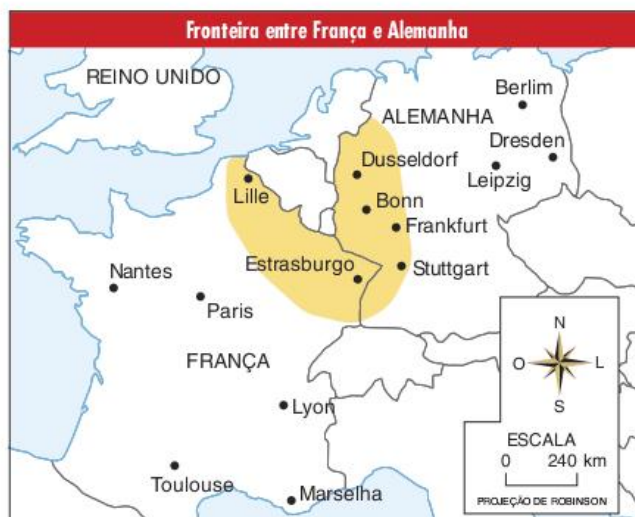 Fronteira entre França e Alemanha
REINO UNIDO
Berlim
ALEMANHA
Dresden
Dusseldorf
Leipzig
Lille
Bonn
Frankfurt
Estrasburgo
Stuttgart
Nantes
Paris
FRANÇA
Lyon
Toulouse
Marselha
N
O
L
S
ESCALA
0 240 km
PROJEÇÃO DE ROBINSON